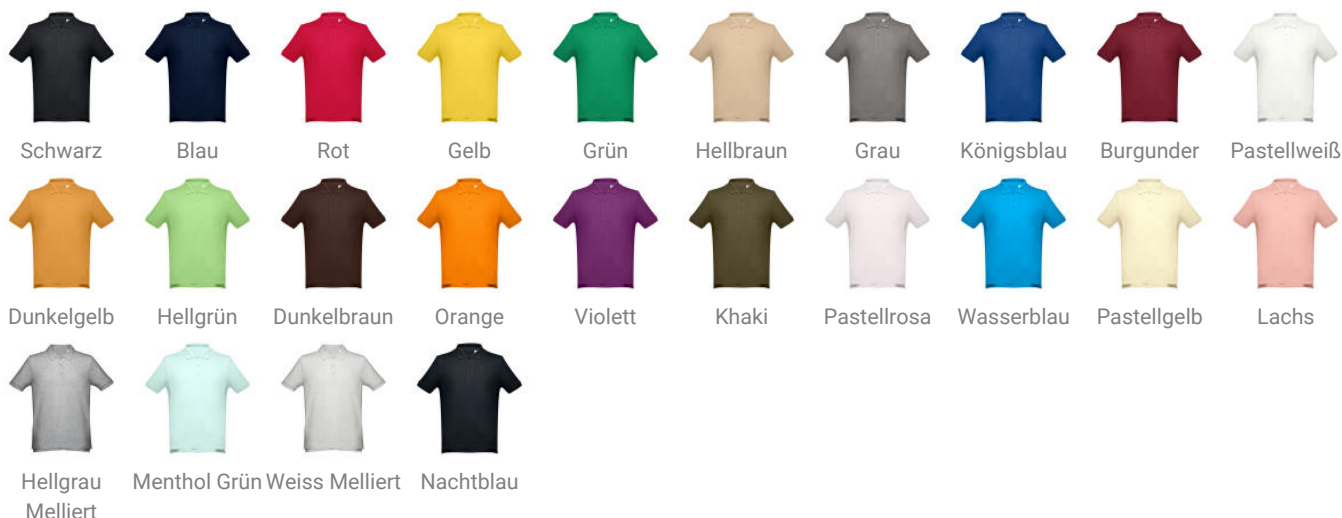 Schwarz Blau Rot Gelb Grün Hellbraun Grau Königsblau Burgunder Pastellweiß
Dunkelgelb Hellgrün Dunkelbraun Orange Violett Khaki Pastellrosa Wasserblau Pastellgelb Lachs
Hellgrau Menthol Grün Weiss Melliert Nachtblau
Melliert